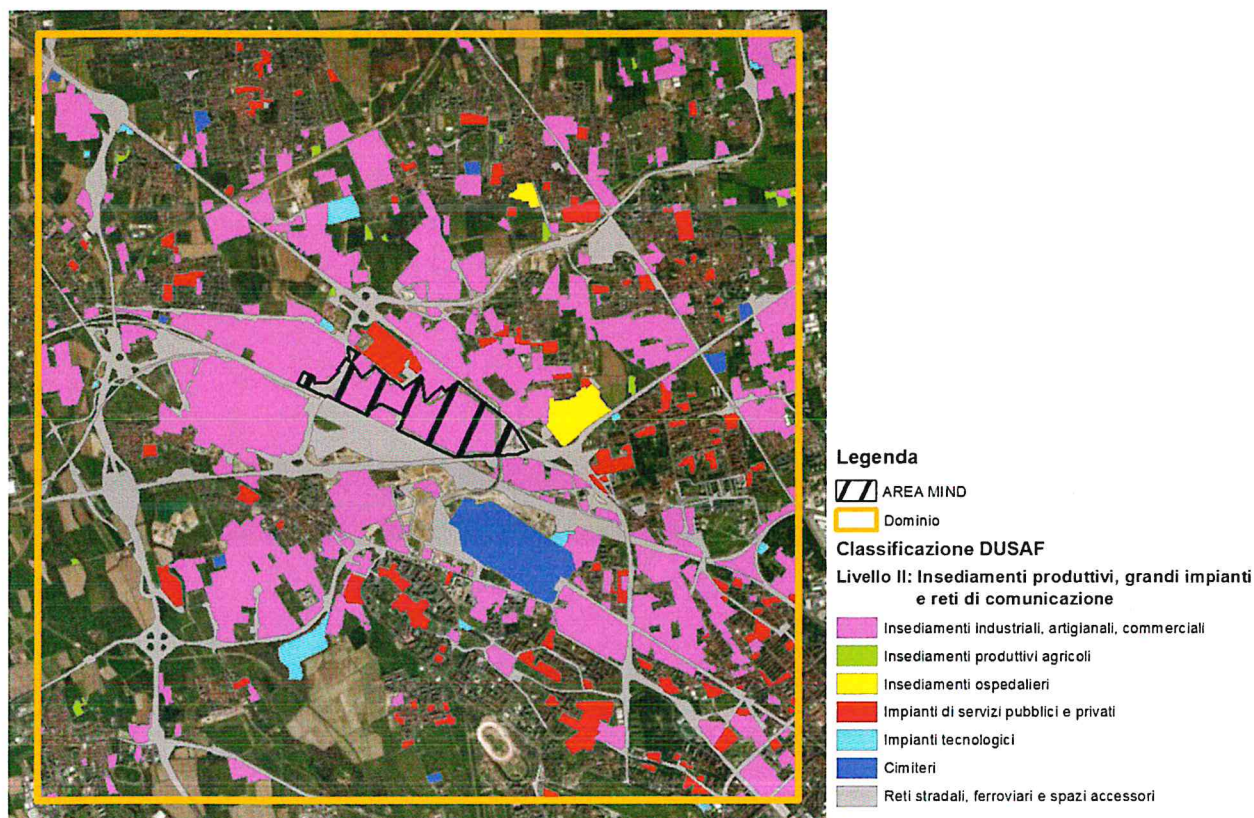 Legenda
AREA MIND
Dominio
Classificazione DUSAF
Livello II: Insediamenti produttivi, grandi impianti
e reti di comunicazione
Insediamenti industriali, artigianali, commerciali
Insediamenti produttivi agricoli
Insediamenti ospedalieri
Impianti di servizi pubblici e privati
Impianti tecnologici
Cimiteri
Reti stradali, ferroviari e spazi accessori